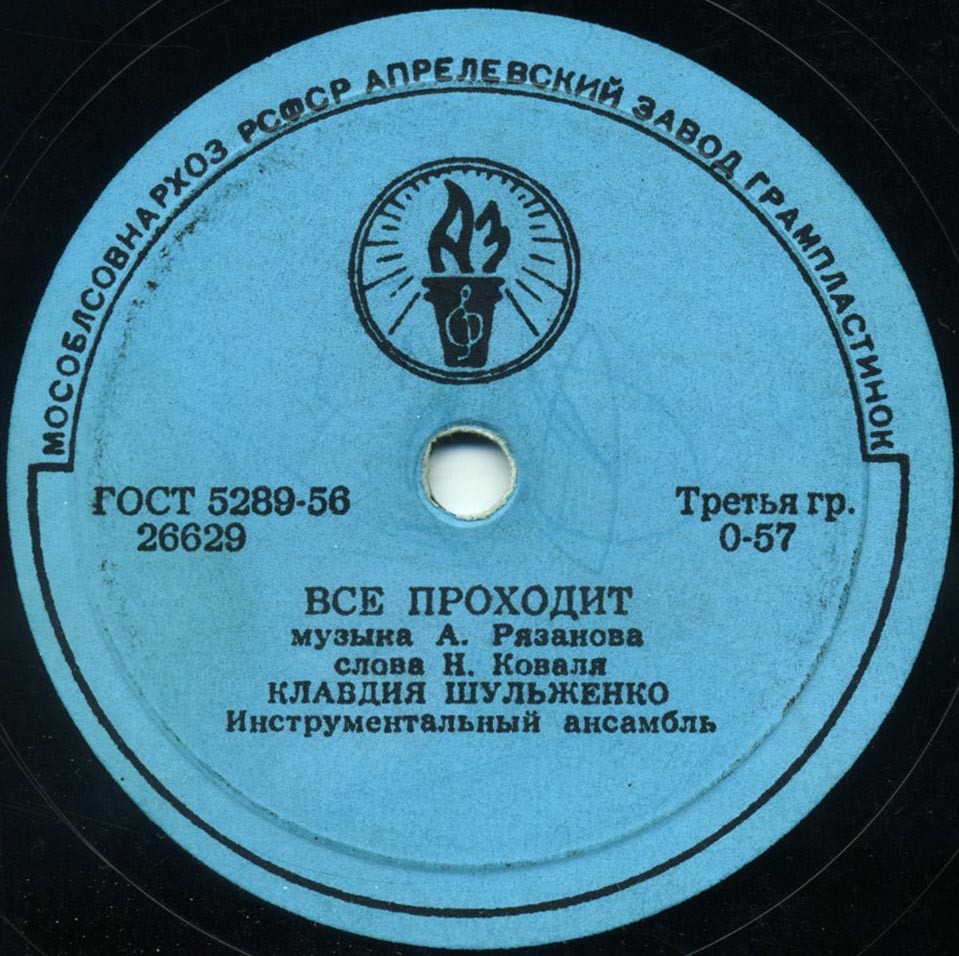 МОСОБЛСОВНАРХОЗ РСФСР АПРЕЛЕВСКИЙ ЗАВОД ГРАМПЛАСТИНОК
АЗ
ГОСТ 5289-56
26629
Третья гр.
0-57
ВСЕ ПРОХОДИТ
музыка А. Рязанова
слова Н. Коваля
КЛАВДИЯ ШУЛЬЖЕНКО
Инструментальный ансамбль